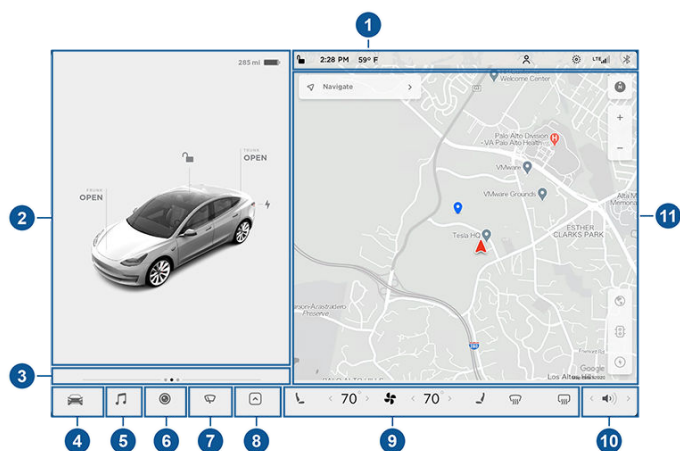 1
285 mi
2:28 PM 59° F
LTE
Navigate
Welcome Center
+
−
Palo Alto Division
- VA Palo Alto Health
H
TRUNK
OPEN
FRUNK
OPEN
VMware
VMware Grounds
2
11
ESTHER
CLARKS PARK
Tesla HQ
Preserve
280
3
Google
Los Altos Hills
< 70° >
< 70° >
< >
4
5
6
7
8
9
10